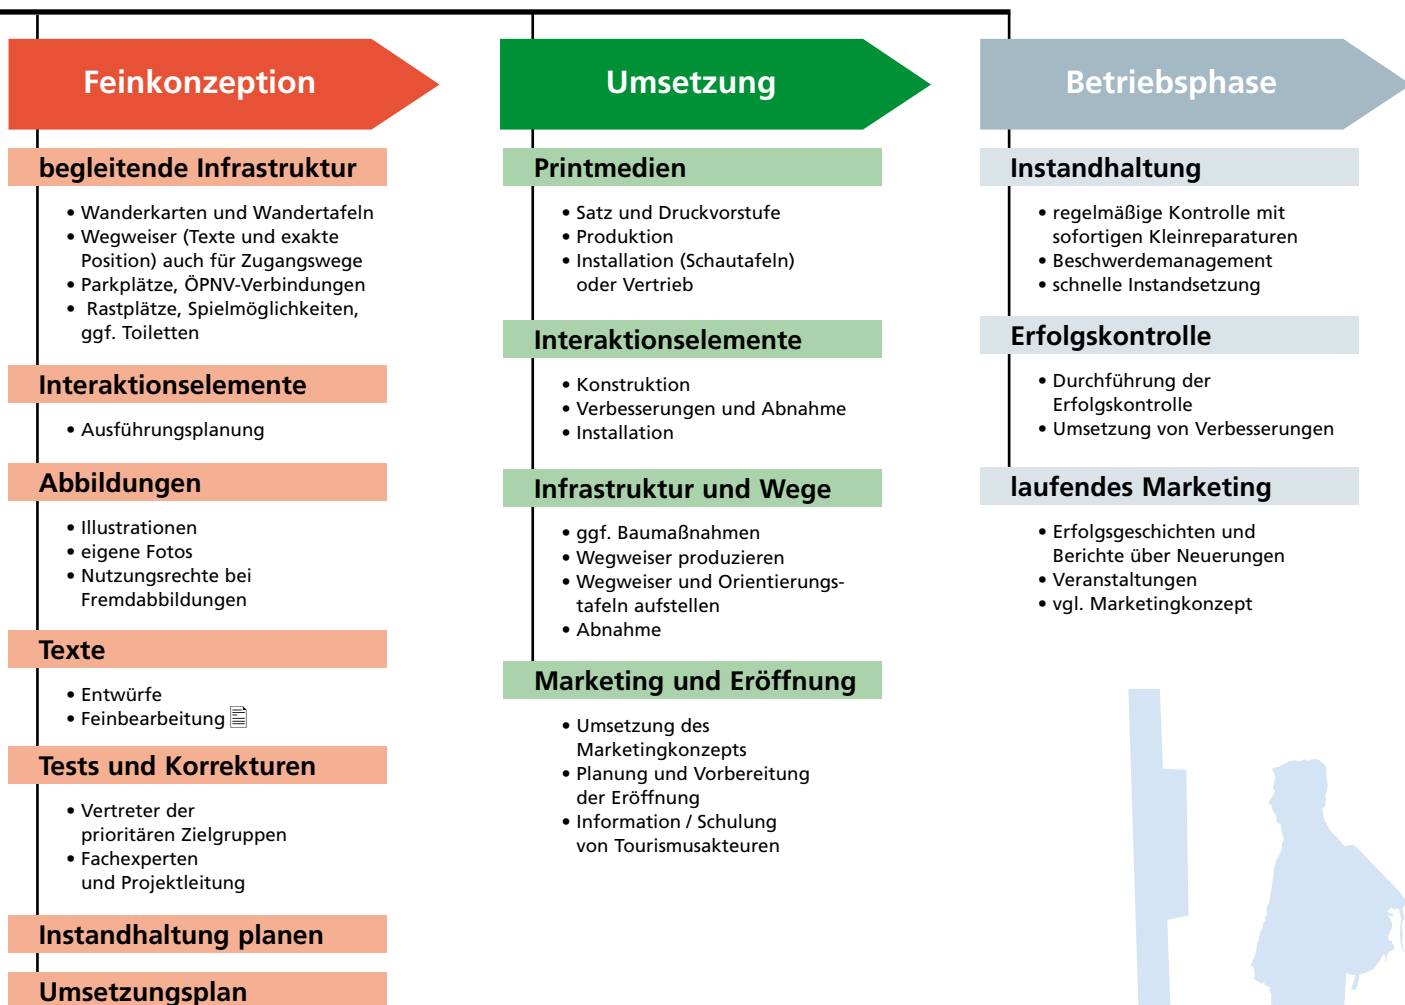 Feinkonzeption
begleitende Infrastruktur
• Wanderkarten und Wandertafeln
• Wegweiser (Texte und exakte
Position) auch für Zugangswege
• Parkplätze, ÖPNV-Verbindungen
• Rastplätze, Spielmöglichkeiten,
ggf. Toiletten
Interaktionselemente
• Ausführungsplanung
Abbildungen
• Illustrationen
• eigene Fotos
• Nutzungsrechte bei
Fremdabbildungen
Texte
• Entwürfe
• Feinbearbeitung
Tests und Korrekturen
• Vertreter der
prioritären Zielgruppen
• Fachexperten
und Projektleitung
Instandhaltung planen
Umsetzungsplan
Umsetzung
Printmedien
• Satz und Druckvorstufe
• Produktion
• Installation (Schautafeln)
oder Vertrieb
Interaktionselemente
• Konstruktion
• Verbesserungen und Abnahme
• Installation
Infrastruktur und Wege
• ggf. Baumaßnahmen
• Wegweiser produzieren
• Wegweiser und Orientierungs-
tafeln aufstellen
• Abnahme
Marketing und Eröffnung
• Umsetzung des
Marketingkonzepts
• Planung und Vorbereitung
der Eröffnung
• Information / Schulung
von Tourismusakteuren
Betriebsphase
Instandhaltung
• regelmäßige Kontrolle mit
sofortigen Kleinreparaturen
• Beschwerdemanagement
• schnelle Instandsetzung
Erfolgskontrolle
• Durchführung der
Erfolgskontrolle
• Umsetzung von Verbesserungen
laufendes Marketing
• Erfolgsgeschichten und
Berichte über Neuerungen
• Veranstaltungen
• vgl. Marketingkonzept